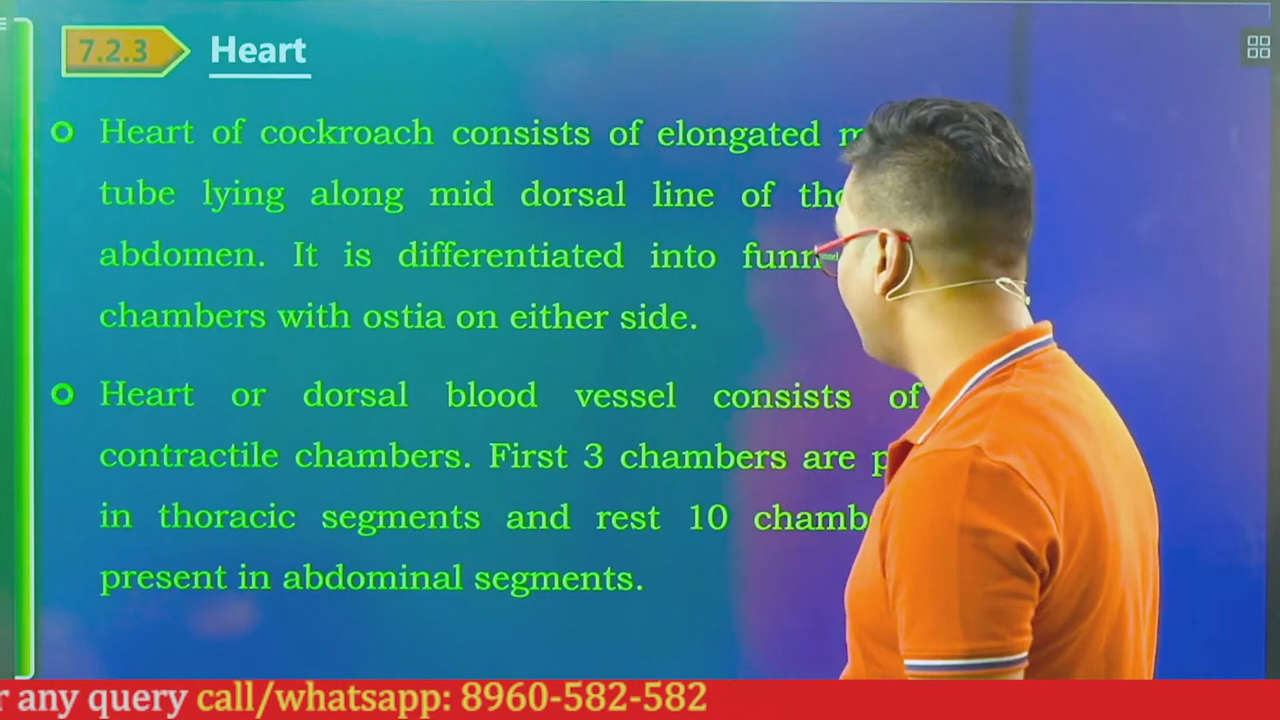 7.2.3 Heart
Heart of cockroach consists of elongated
tube lying along mid dorsal line of
abdomen. It is differentiated into
chambers with ostia on either side.
Heart or dorsal blood vessel consists of
contractile chambers. First 3 chambers are
in thoracic segments and rest 10
present in abdominal segments.
any query call/whatsapp: 8960-582-582